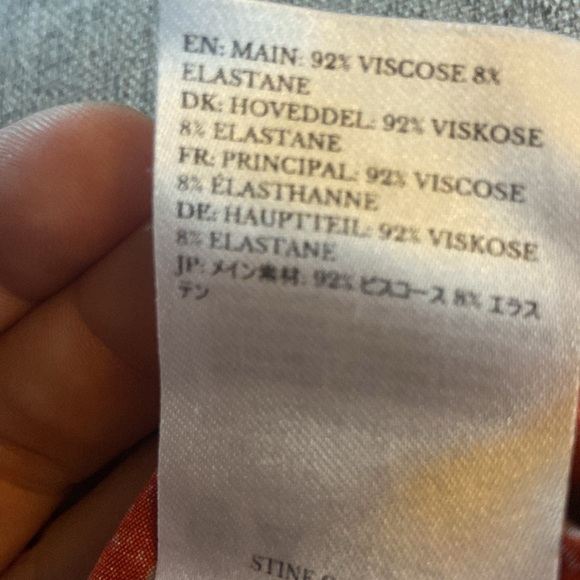 EN: MAIN: 92% VISCOSE 8%
ELASTANE
DK: HOVEDDEL: 92% VISKOSE
8% ELASTANE
FR: PRINCIPAL: 92% VISCOSE
8% ÉLASTHANNE
DE: HAUPTTEIL: 92% VISKOSE
8% ELASTANE
JP: メイン素材: 92% ビスコース 8% エラス
テン
STINE